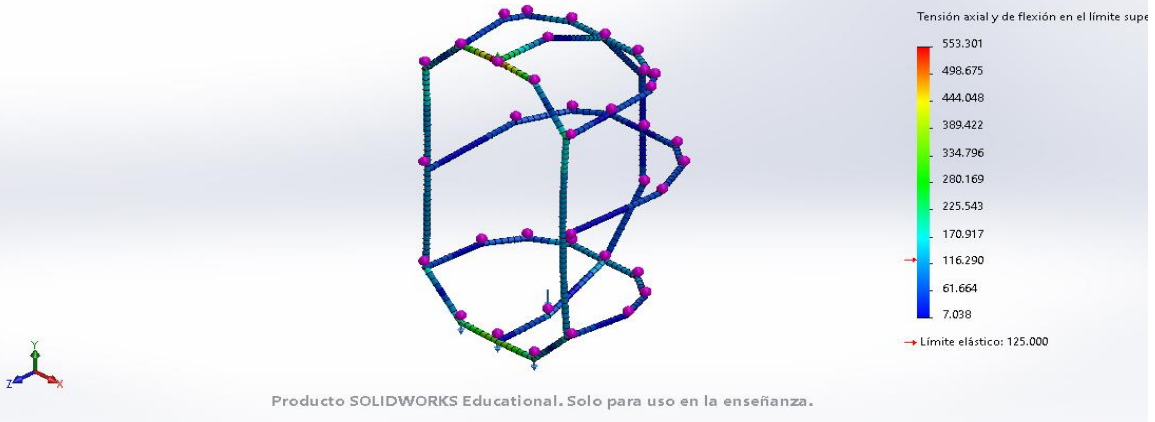 Tensión axial y de flexión en el límite supe
553.301
498.675
444.048
389.422
334.796
280.169
225.543
170.917
116.290
61.664
7.038
Límite elástico: 125.000
Y
Z
X
Producto SOLIDWORKS Educational. Solo para uso en la enseñanza.